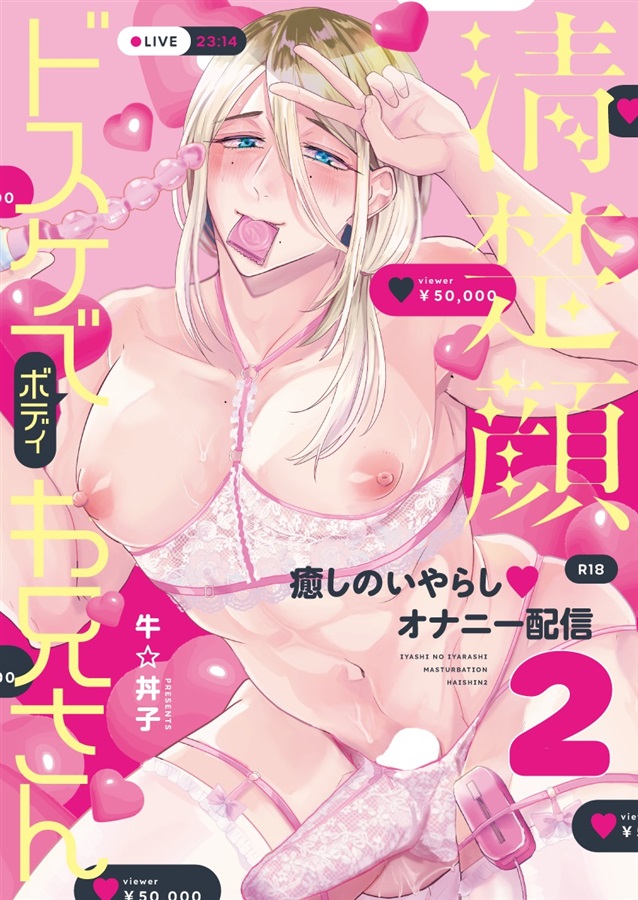 LIVE 23:14
清楚顔
ドスケベ
ボディ
お兄さん
viewer
¥50,000
R18
癒しのいやらし♥
オナニー配信
IYASHI NO IYARASHI
MASTURBATION
HAISHIN2
2
牛☆丼子
PRESENTS
viewer
¥50,000